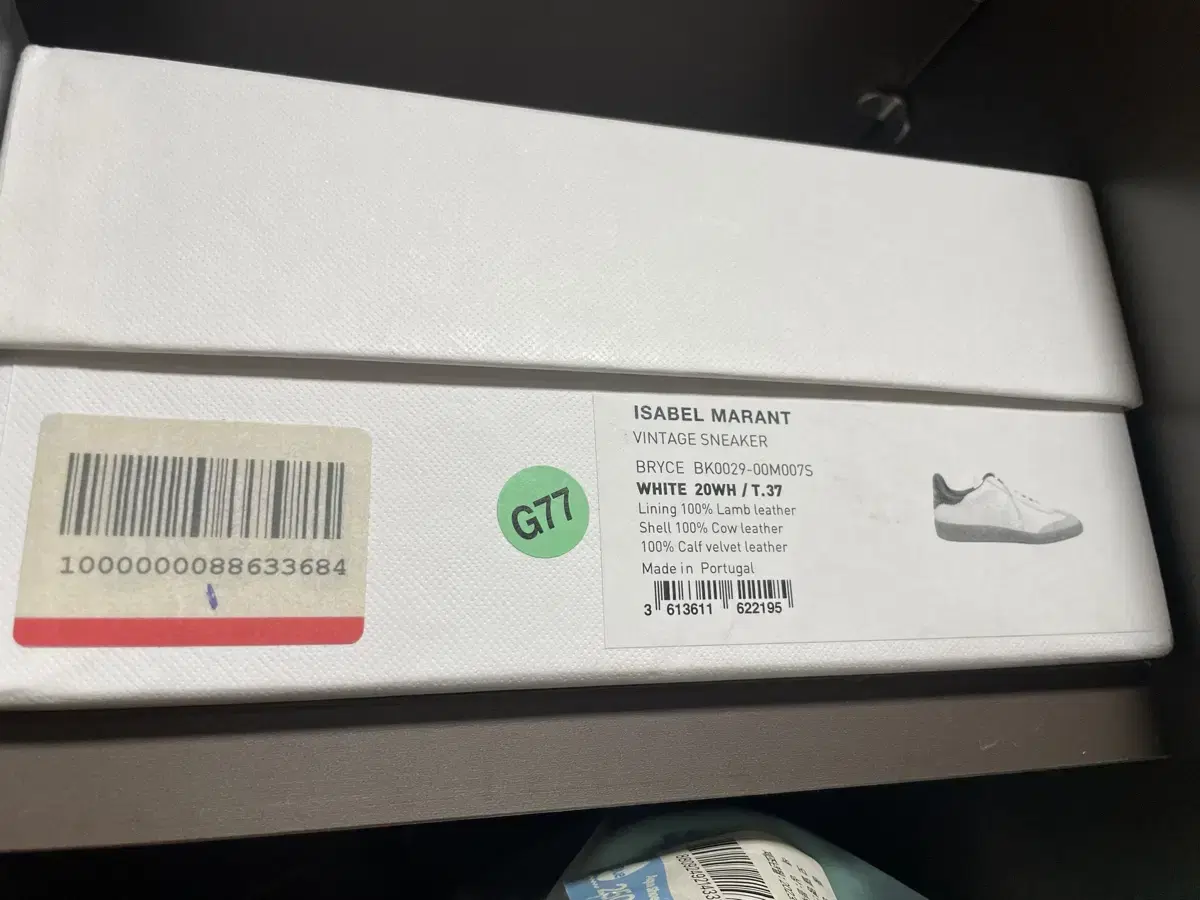 1000000088633684
G77
ISABEL MARANT
VINTAGE SNEAKER
BRYCE BK0029-00M007S
WHITE 20WH / T.37
Lining 100% Lamb leather
Shell 100% Cow leather
100% Calf velvet leather
Made in Portugal
3 613611 622195